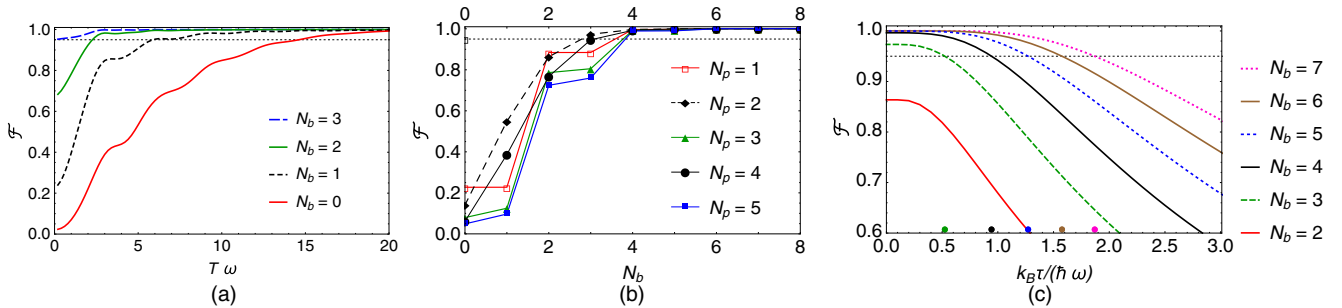 1.0
0.8
0.6
0.4
0.2
0.0
ℱ
0 5 10 15 20
T ω
N_b = 3
N_b = 2
N_b = 1
N_b = 0
(a)
0 2 4 6 8
1.0
0.8
0.6
0.4
0.2
0.0
ℱ
0 2 4 6 8
N_b
N_p = 1
N_p = 2
N_p = 3
N_p = 4
N_p = 5
(b)
1.0
0.9
0.8
0.7
0.6
ℱ
0.0 0.5 1.0 1.5 2.0 2.5 3.0
k_Bτ/(ℏ ω)
N_b = 7
N_b = 6
N_b = 5
N_b = 4
N_b = 3
N_b = 2
(c)